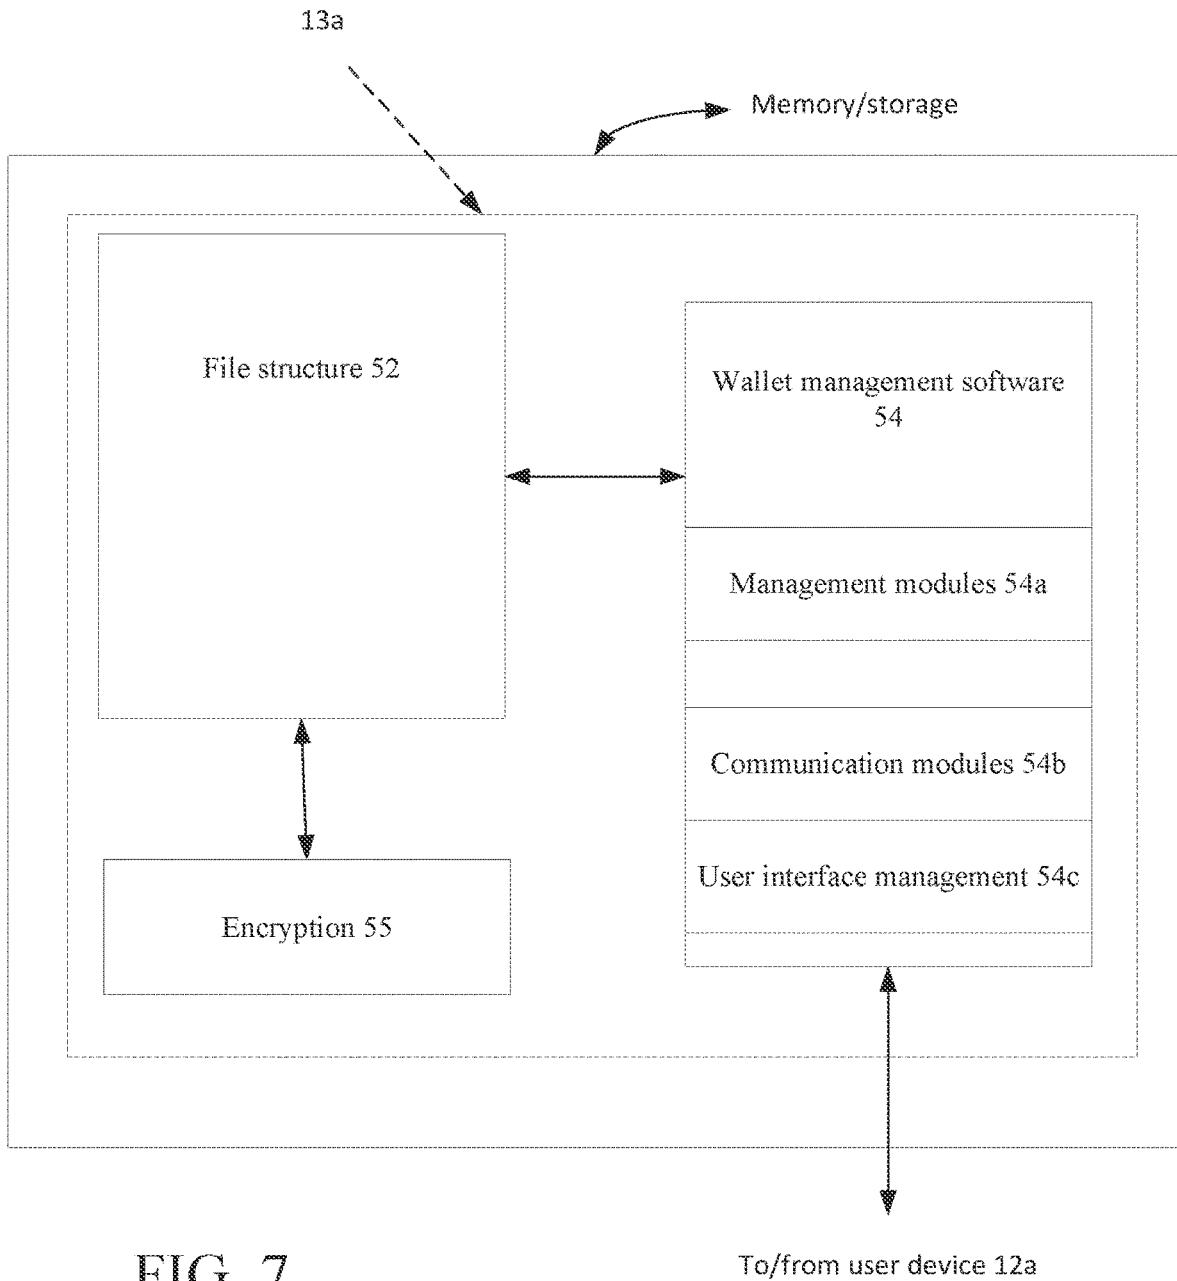 13a
Memory/storage
File structure 52
Wallet management software
54
Management modules 54a
Communication modules 54b
User interface management 54c
Encryption 55
To/from user device 12a
FIG. 7